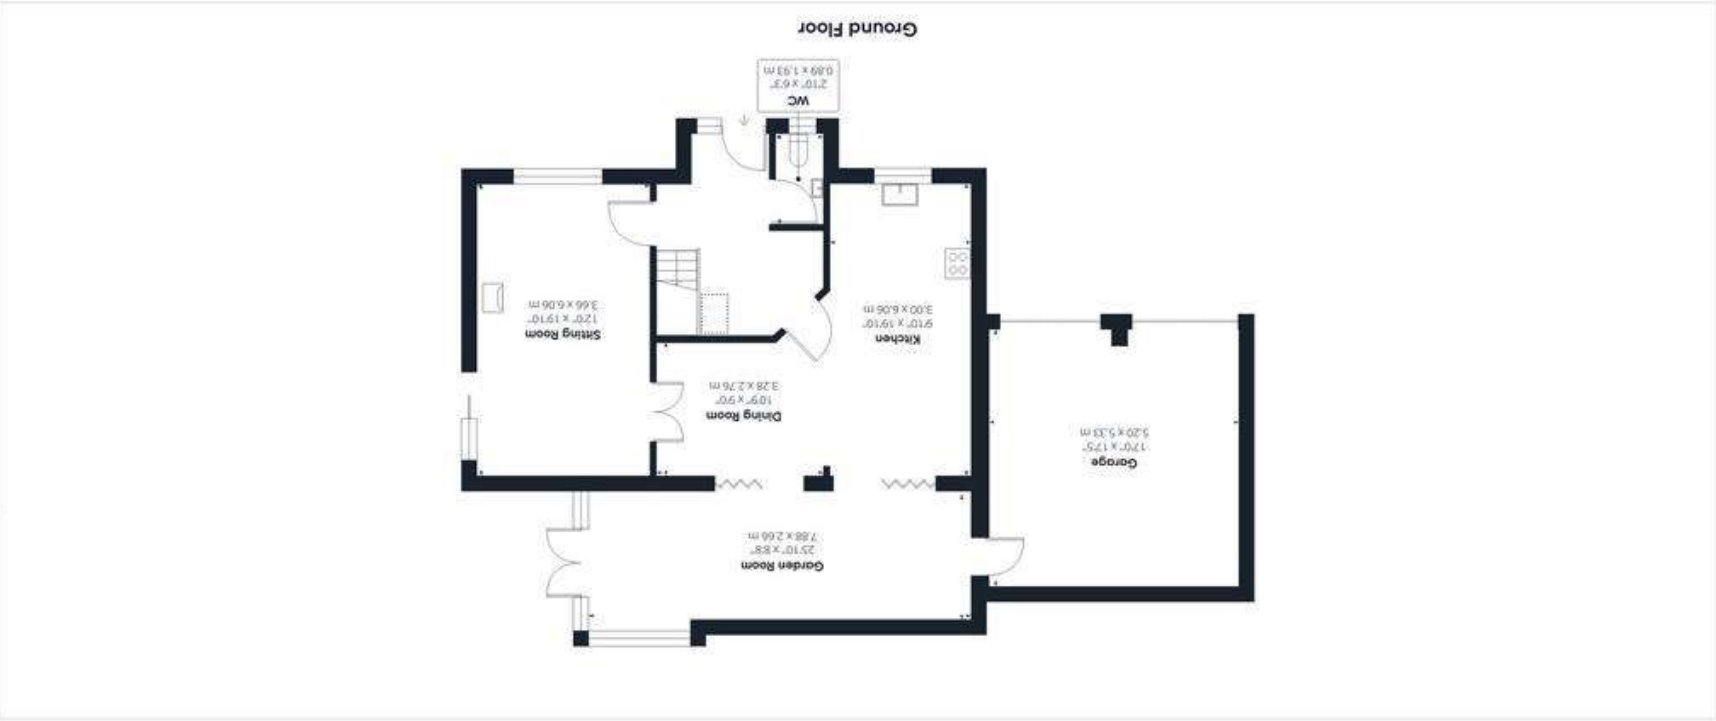 Garden Room
25'10" x 8'8"
7.88 x 2.66 m
Garage
17'0" x 17'5"
5.20 x 5.33 m
Dining Room
10'9" x 9'0"
3.28 x 2.76 m
Kitchen
9'10" x 19'10"
3.00 x 6.06 m
Sitting Room
12'0" x 19'10"
3.66 x 6.06 m
WC
2'10" x 6'3"
0.89 x 1.93 m
Ground Floor